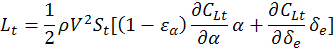 L_t = \frac{1}{2} \rho V^2 S_t [(1 - \varepsilon_\alpha) \frac{\partial C_{Lt}}{\partial \alpha} \alpha + \frac{\partial C_{Lt}}{\partial \delta_e} \delta_e]